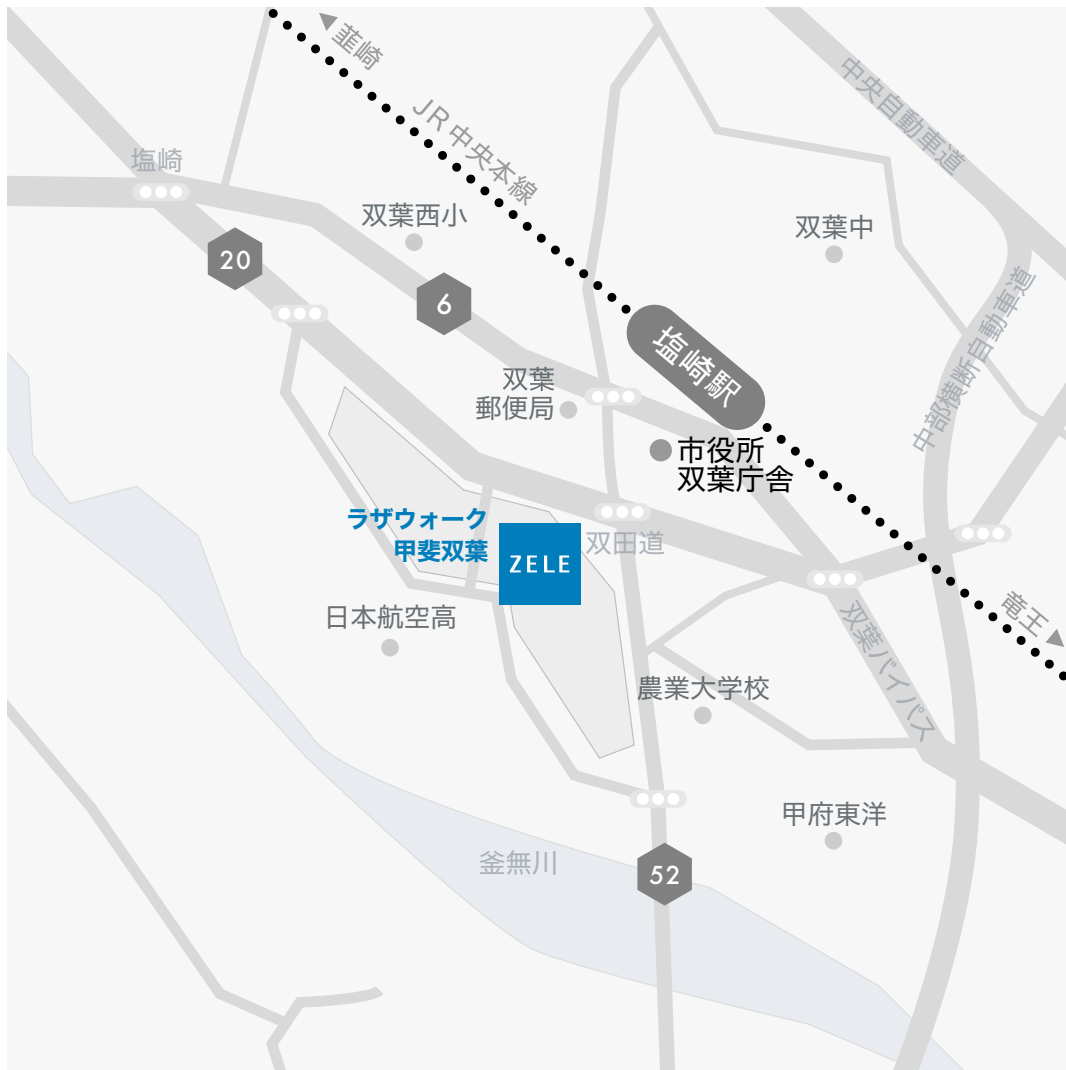 韮崎
JR中央本線
中央自動車道
塩崎
双葉西小
双葉中
20
6
中部横断自動車道
塩崎駅
双葉
郵便局
市役所
双葉庁舎
ラザウォーク
甲斐双葉
ZELE
双田道
日本航空高
竜王
双葉バイパス
農業大学校
甲府東洋
釜無川
52